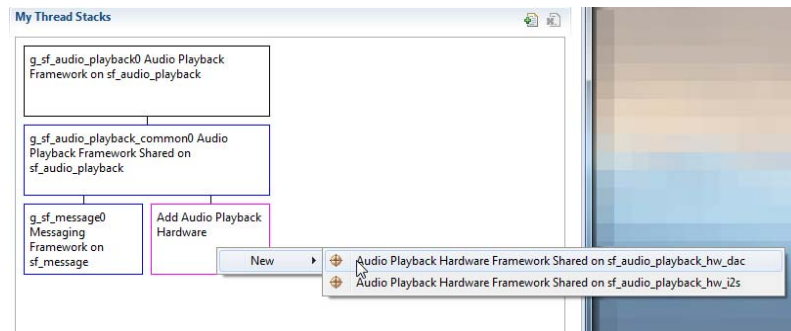 My Thread Stacks
g_sf_audio_playback0 Audio Playback
Framework on sf_audio_playback
g_sf_audio_playback_common0 Audio
Playback Framework Shared on
sf_audio_playback
g_sf_message0
Messaging
Framework on
sf_message
Add Audio Playback
Hardware
New
Audio Playback Hardware Framework Shared on sf_audio_playback_hw_dac
Audio Playback Hardware Framework Shared on sf_audio_playback_hw_i2s